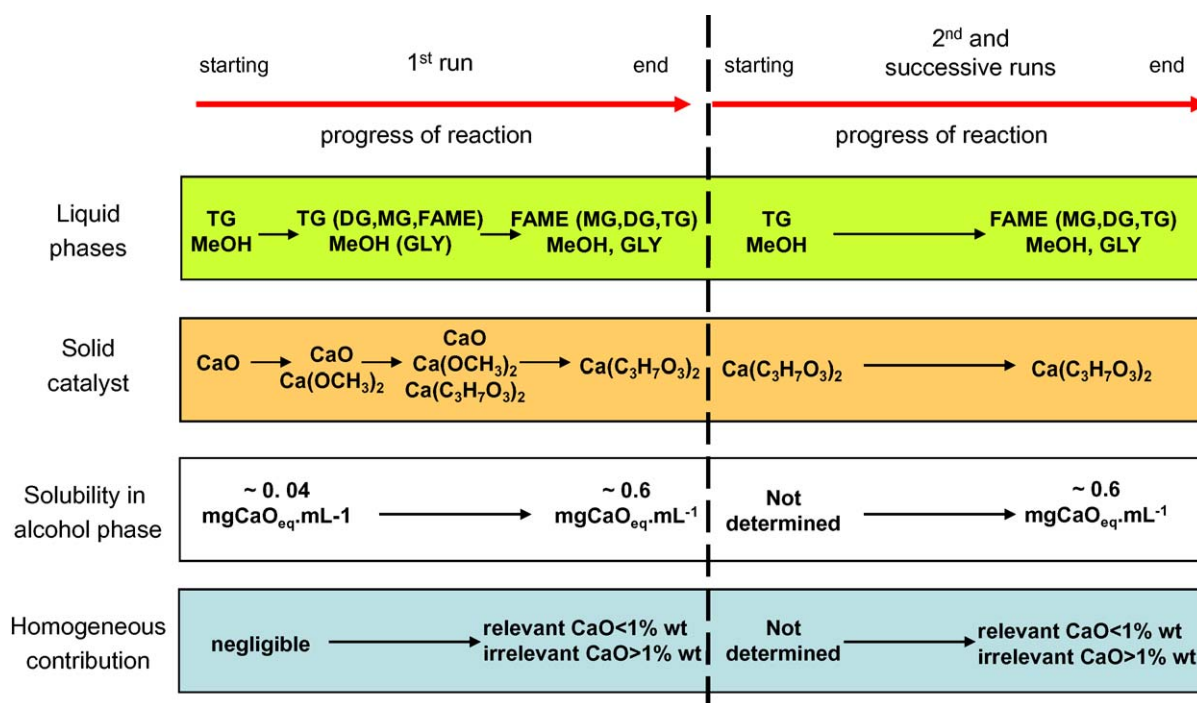 starting
1st run
end
starting
2nd and
successive runs
end
progress of reaction
progress of reaction
Liquid
phases
TG
MeOH
TG (DG,MG,FAME)
MeOH (GLY)
FAME (MG,DG,TG)
MeOH, GLY
TG
MeOH
FAME (MG,DG,TG)
MeOH, GLY
Solid
catalyst
CaO
CaO
Ca(OCH3)2
CaO
Ca(OCH3)2
Ca(C3H7O3)2
Ca(C3H7O3)2
Ca(C3H7O3)2
Ca(C3H7O3)2
Solubility in
alcohol phase
~ 0. 04
mgCaOeq.mL-1
~ 0.6
mgCaOeq.mL-1
Not
determined
~ 0.6
mgCaOeq.mL-1
Homogeneous
contribution
negligible
relevant CaO<1% wt
irrelevant CaO>1% wt
Not
determined
relevant CaO<1% wt
irrelevant CaO>1% wt